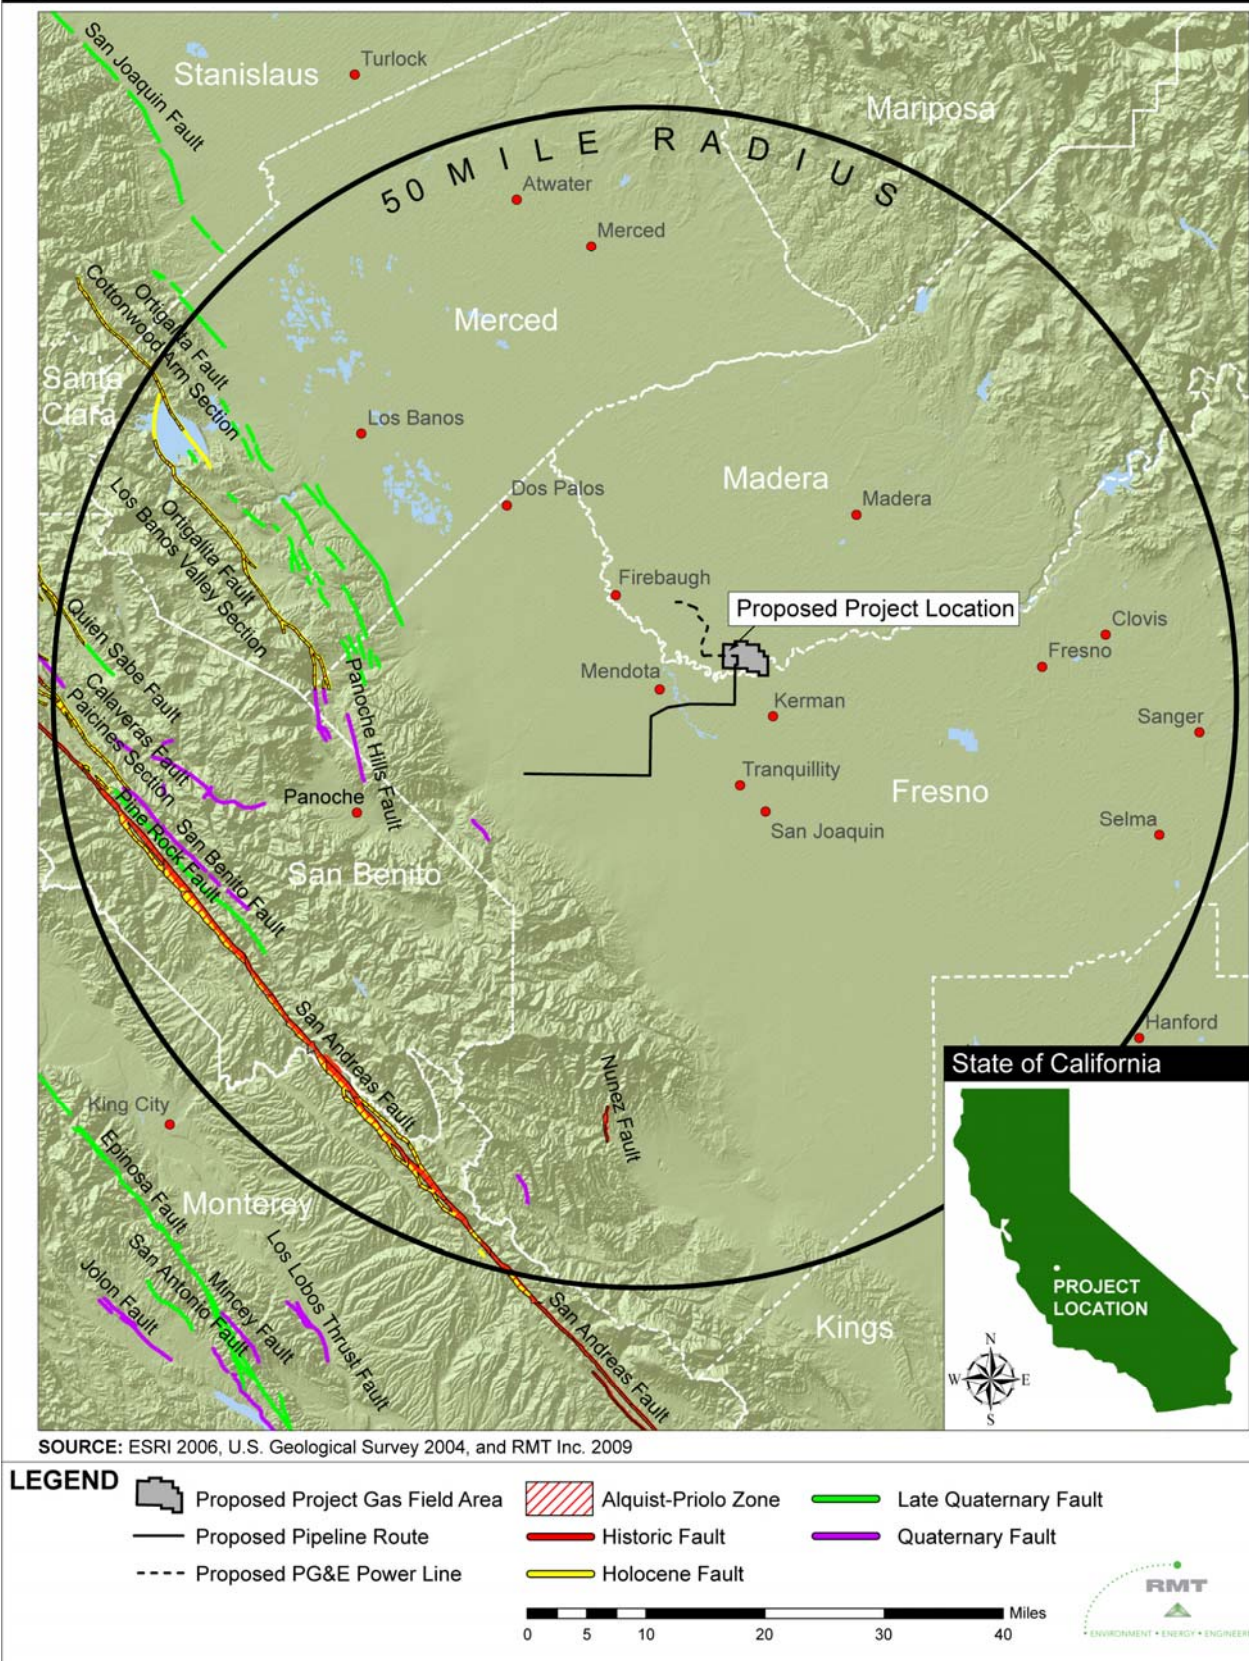 San Joaquin Fault
Stanislaus
Turlock
Mariposa
50 MILE RADIUS
Atwater
Merced
Merced
Ortigalita Fault
Cottonwood Arm Section
Santa
Clara
Los Banos
Madera
Madera
Dos Palos
Ortigalita Fault
Los Banos Valley Section
Firebaugh
Proposed Project Location
Clovis
Fresno
Quien Sabe Fault
Mendota
Panoche Hills Fault
Kerman
Sanger
Calaveras Fault
Paicines Section
Tranquillity
Panoche
Fresno
San Joaquin
Selma
Pine Rock Fault
San Benito Fault
San Benito
San Andreas Fault
Hanford
State of California
Nunez Fault
King City
Epinosa Fault
Monterey
San Antonio Fault
Jolon Fault
Mincey Fault
Los Lobos Thrust Fault
San Andreas Fault
Kings
PROJECT
LOCATION
N
W E
S
SOURCE: ESRI 2006, U.S. Geological Survey 2004, and RMT Inc. 2009
LEGEND
Proposed Project Gas Field Area
Alquist-Priolo Zone
Late Quaternary Fault
Proposed Pipeline Route
Historic Fault
Quaternary Fault
Proposed PG&E Power Line
Holocene Fault
Miles
0 5 10 20 30 40
RMT
ENVIRONMENT • ENERGY • ENGINEER